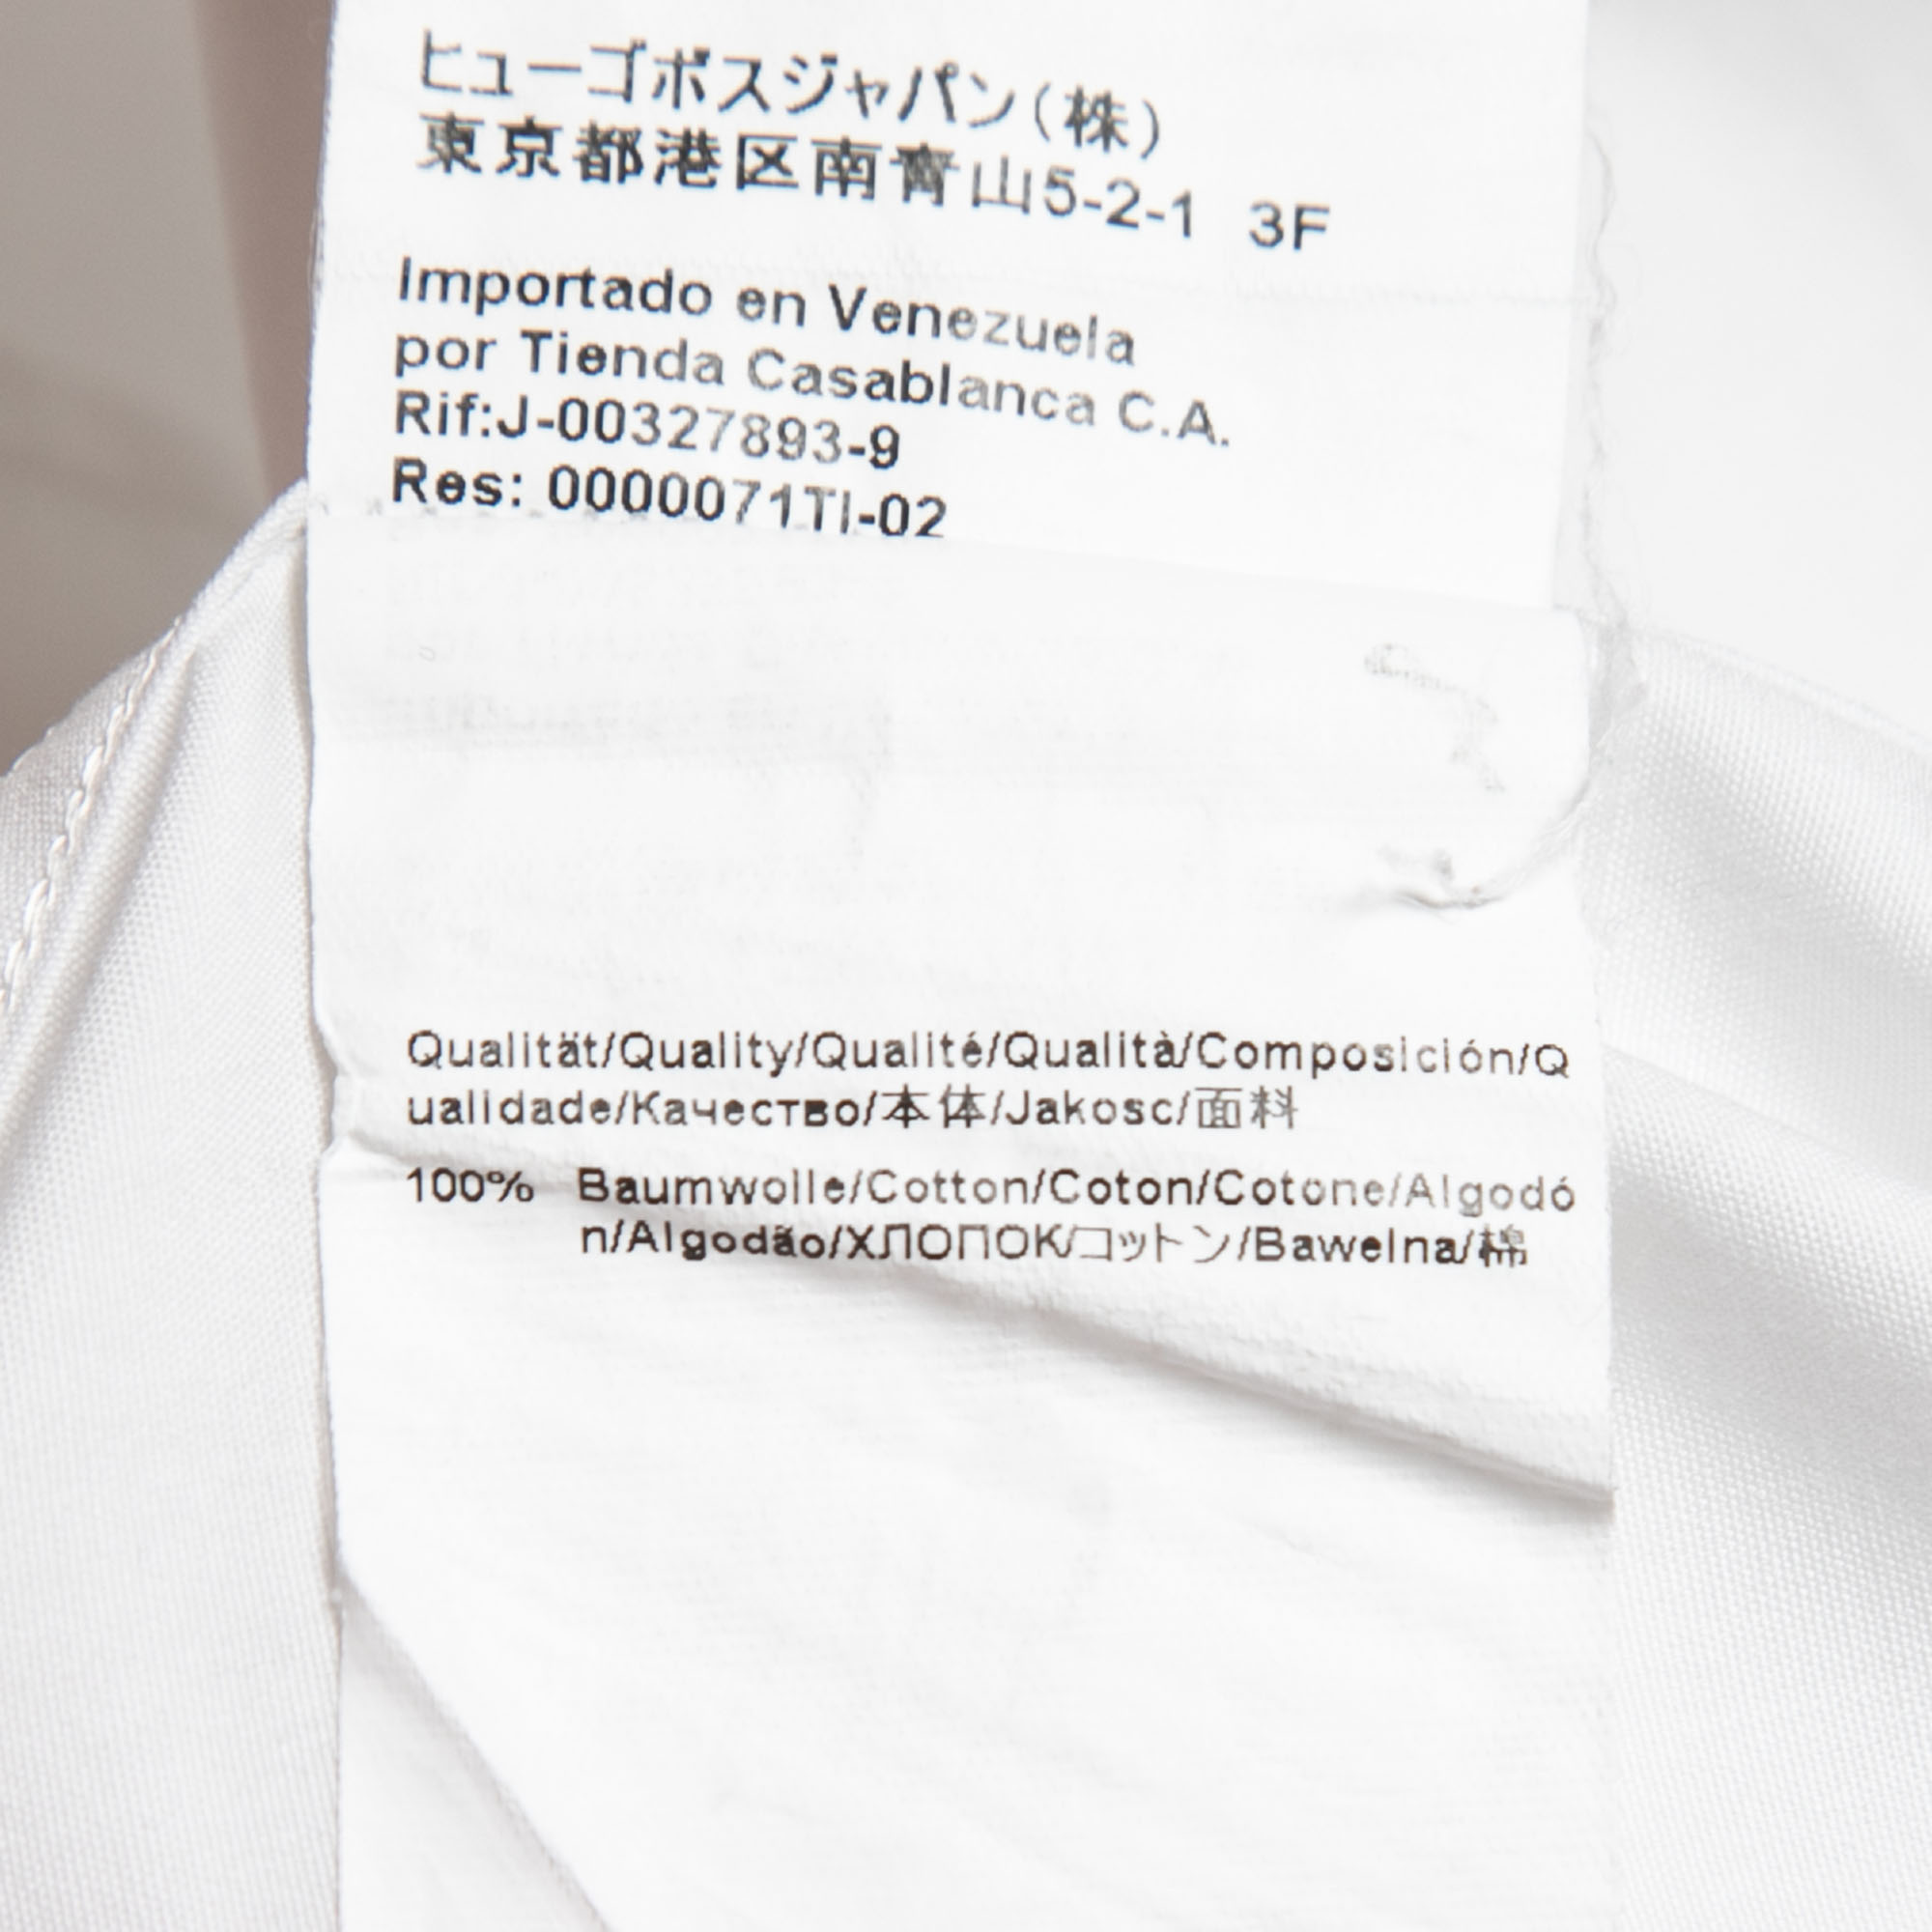 ヒューゴボスジャパン(株)
東京都港区南青山5-2-1 3F
Importado en Venezuela
por Tienda Casablanca C.A.
Rif:J-00327893-9
Res: 0000071TI-02
Qualität/Quality/Qualité/Qualità/Composición/Q
ualidade/Качество/本体/Jakosc/面料
100% Baumwolle/Cotton/Coton/Cotone/Algodó
n/Algodão/ХЛОПОК/コットン/Bawelna/棉